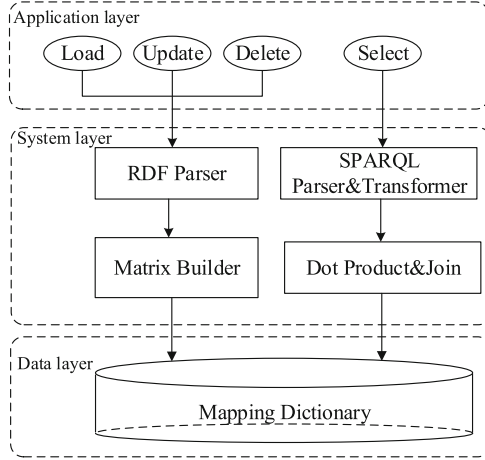 Application layer
Load
Update
Delete
Select
System layer
RDF Parser
SPARQL
Parser&Transformer
Matrix Builder
Dot Product&Join
Data layer
Mapping Dictionary